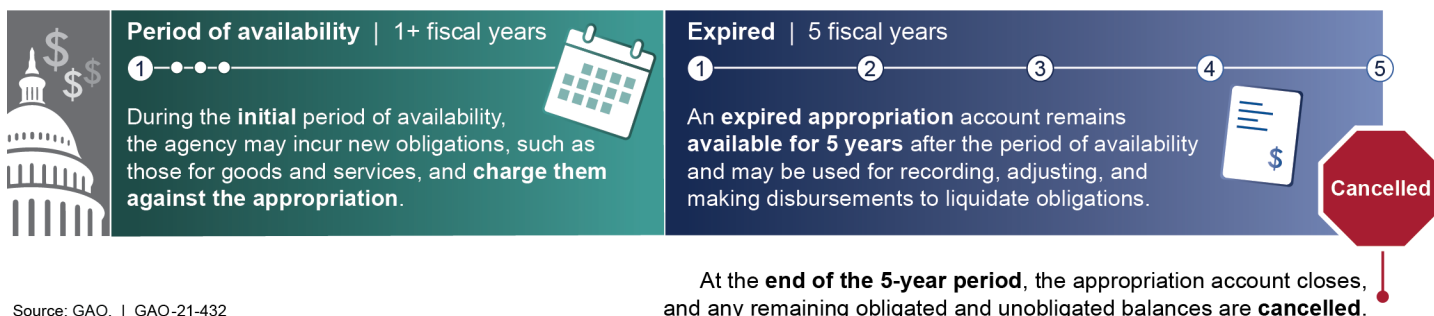 $
$ $
Period of availability | 1+ fiscal years
1
During the initial period of availability,
the agency may incur new obligations, such as
those for goods and services, and charge them
against the appropriation.
Expired | 5 fiscal years
1 2 3 4 5
An expired appropriation account remains
available for 5 years after the period of availability
and may be used for recording, adjusting, and
making disbursements to liquidate obligations.
$
Cancelled
At the end of the 5-year period, the appropriation account closes,
and any remaining obligated and unobligated balances are cancelled.
Source: GAO. | GAO-21-432